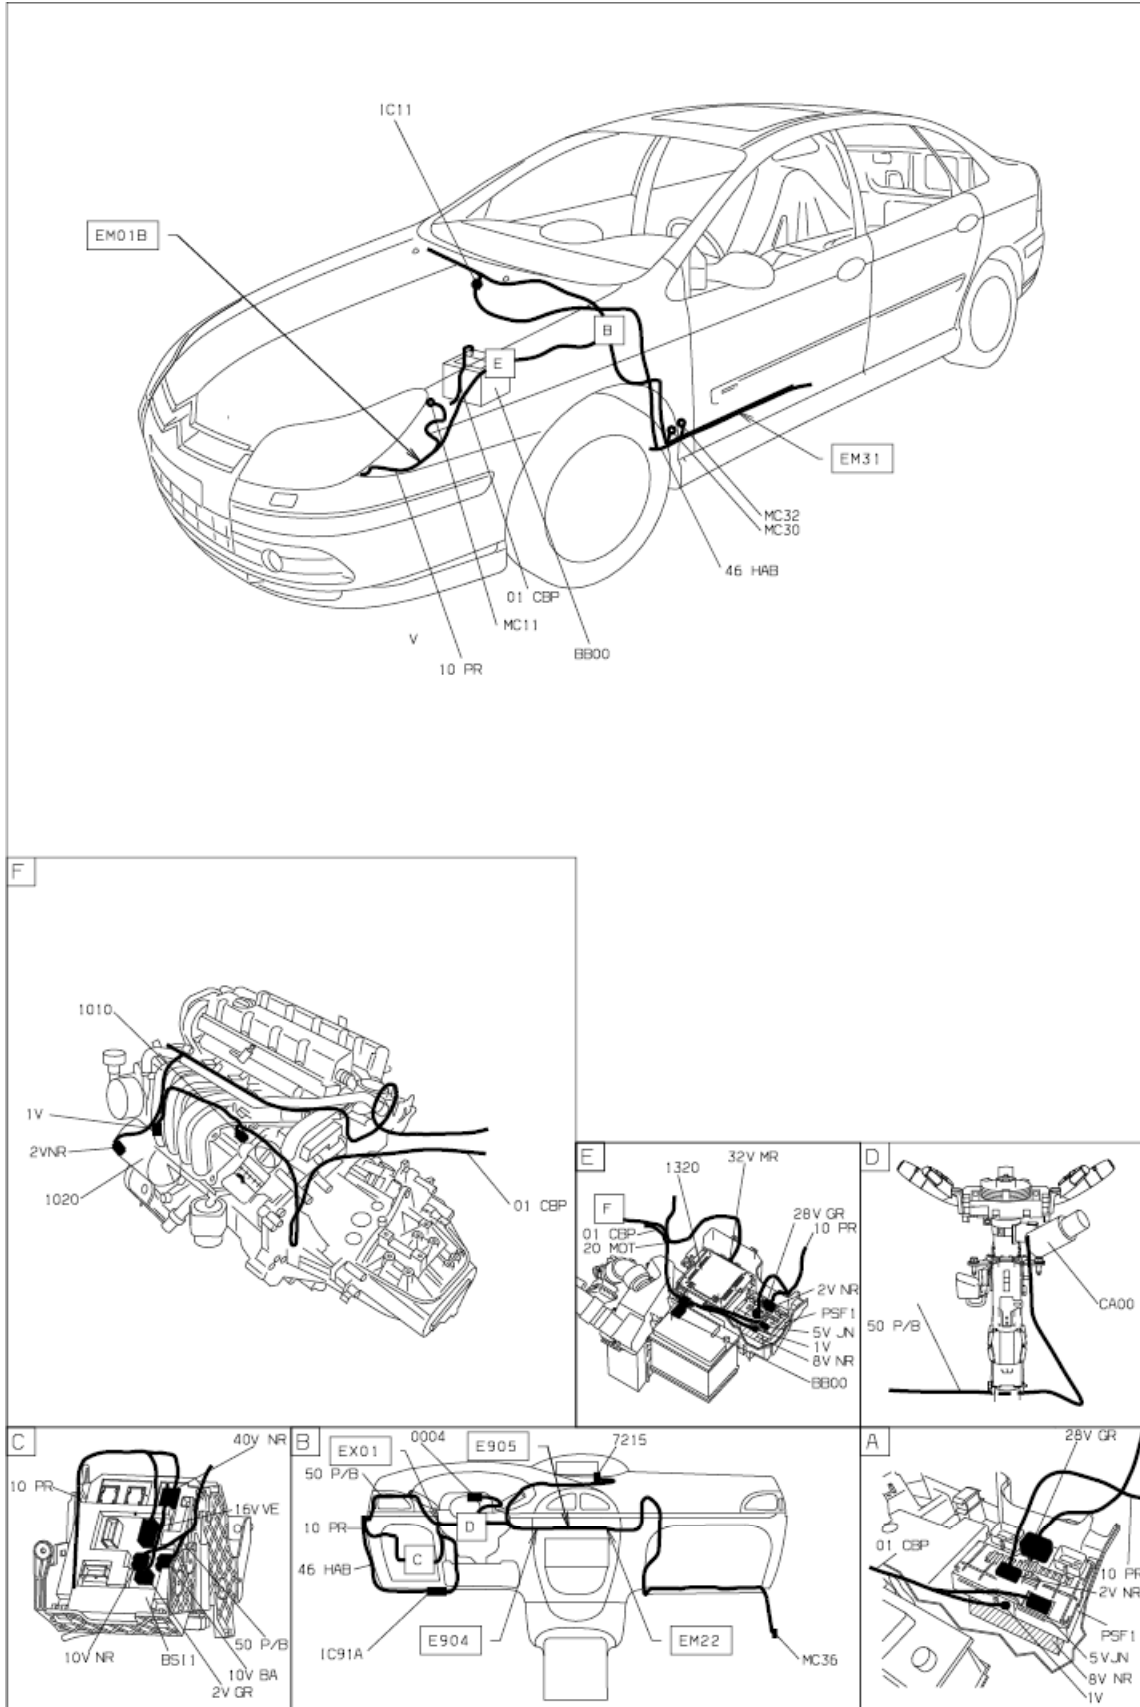 IC11
EM01B
B
E
EM31
MC32
MC30
46 HAB
01 CBP
MC11
BB00
V
10 PR
F
1010
1V
2VNR
1020
01 CBP
E
1320
32V MR
F
28V GR
10 PR
01 CBP
20 MOT
2V NR
PSF1
5V JN
1V
8V NR
BB00
D
CA00
50 P/B
C
40V NR
10 PR
16V VE
50 P/B
10V NR
BSI1
10V BA
2V GR
B
0004
EX01
E905
7215
50 P/B
10 PR
D
C
46 HAB
E904
EM22
IC91A
MC36
A
28V GR
01 CBP
10 PR
2V NR
PSF1
5VJN
8V NR
1V